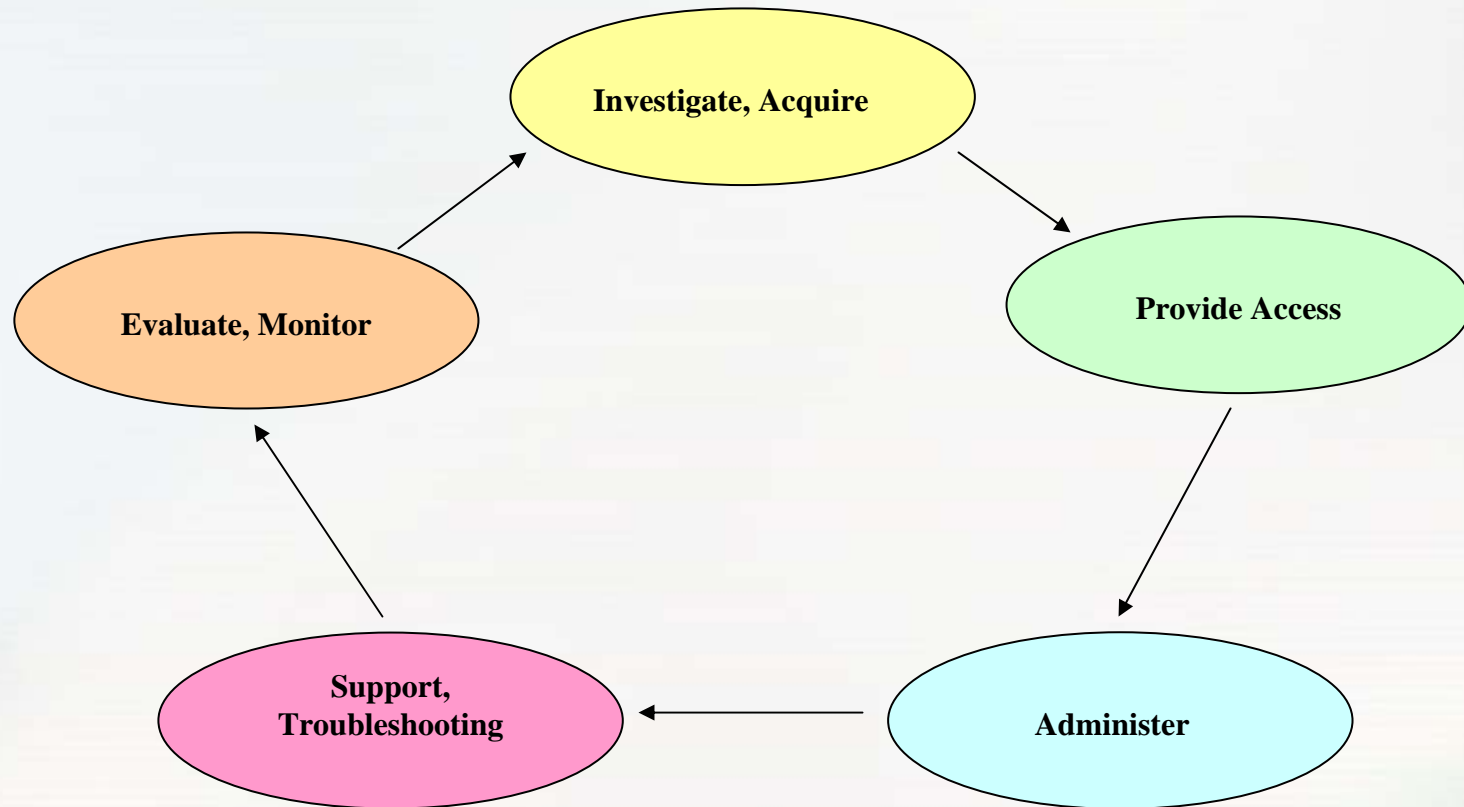 Investigate, Acquire
Provide Access
Administer
Support,
Troubleshooting
Evaluate, Monitor